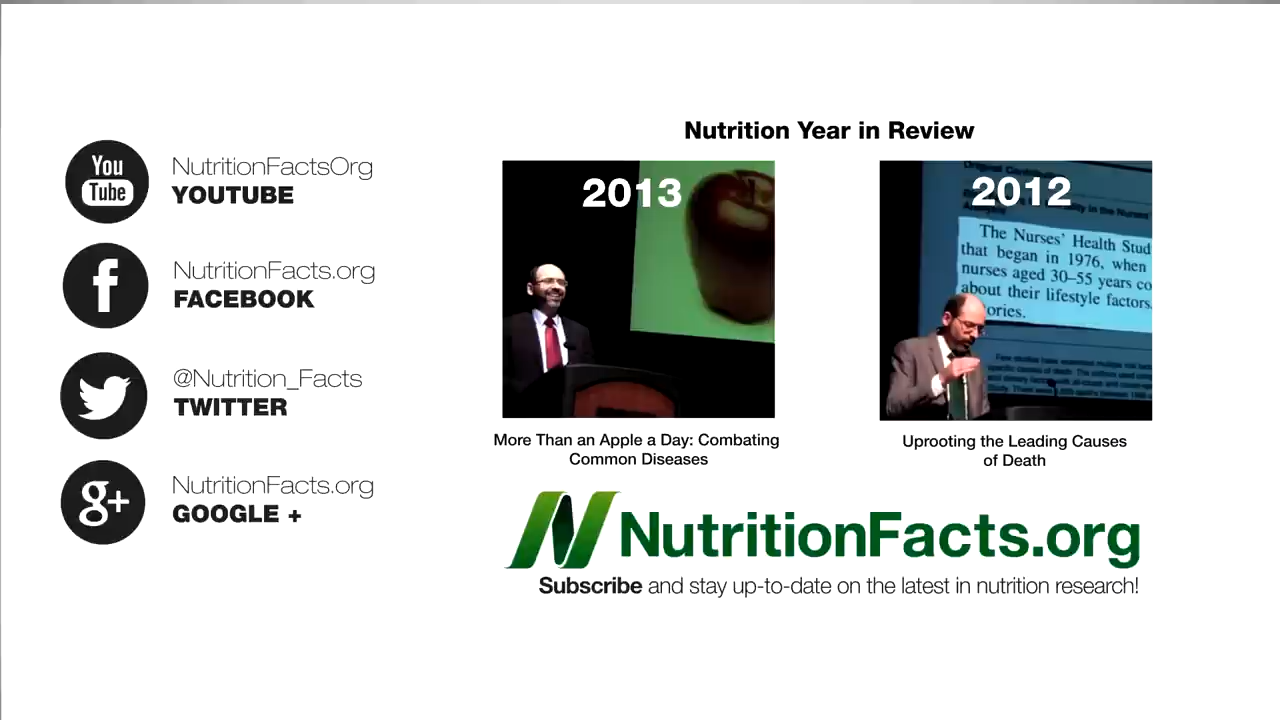 You
Tube
NutritionFactsOrg
YOUTUBE
f
NutritionFacts.org
FACEBOOK
@Nutrition_Facts
TWITTER
g+
NutritionFacts.org
GOOGLE +
Nutrition Year in Review
2013
More Than an Apple a Day: Combating
Common Diseases
2012
The Nurses' Health Stud
that began in 1976, when
nurses aged 30–55 years co
about their lifestyle factors
ories.
Uprooting the Leading Causes
of Death
N NutritionFacts.org
Subscribe and stay up-to-date on the latest in nutrition research!